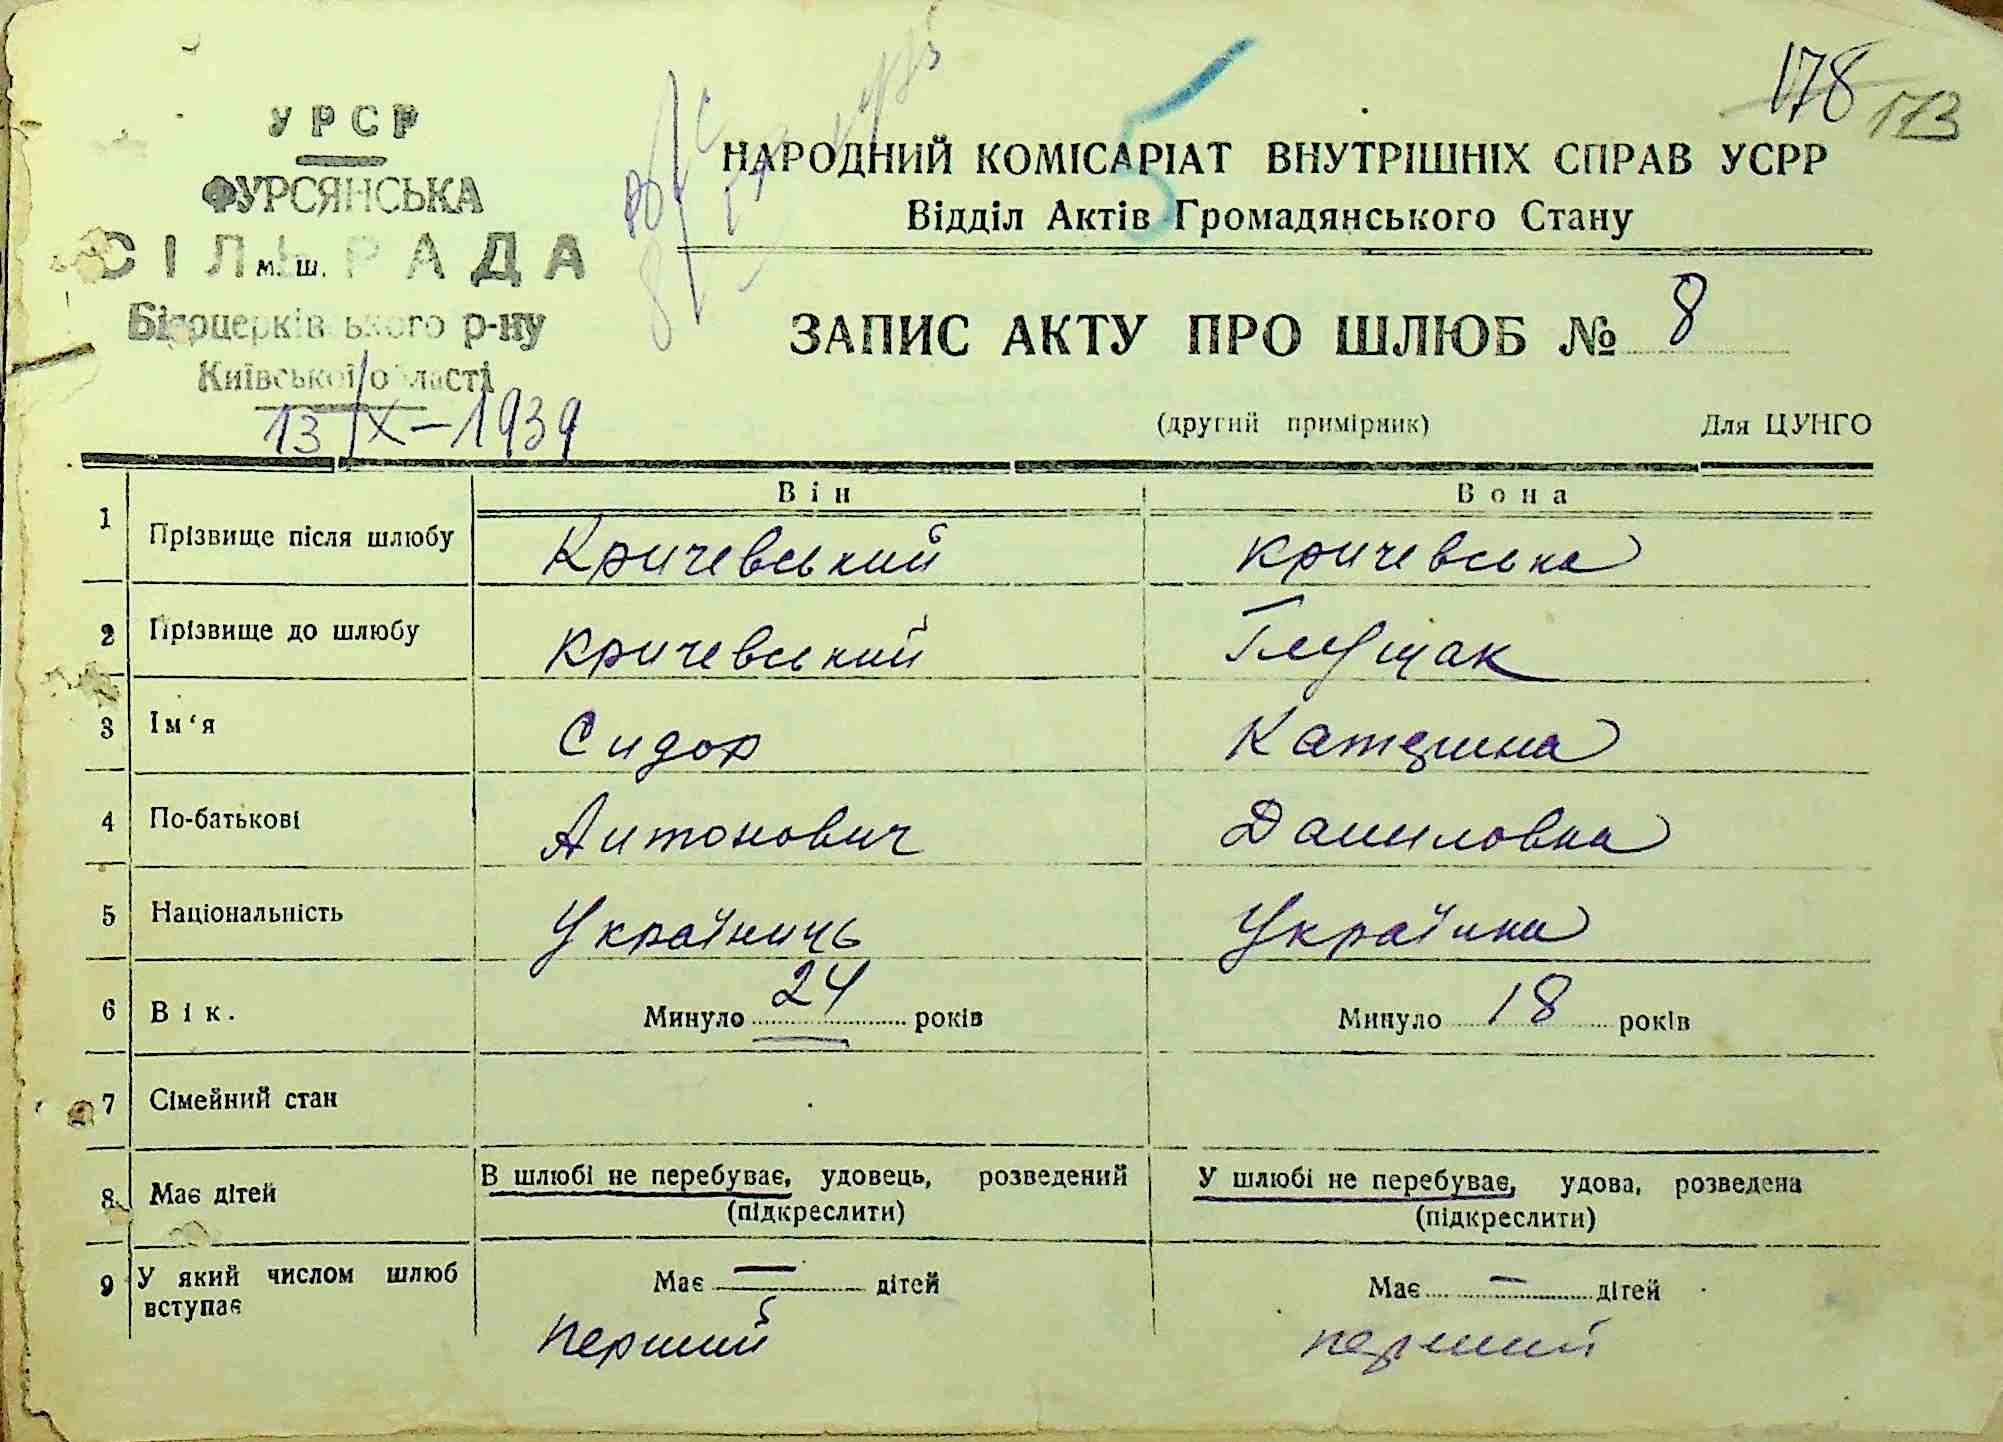 178
173
УРСР
ФУРСЯНСЬКА
СІЛЬРАДА
м. ш.
Білоцерківського р-ну
Київської області
13/X-1939
5
НАРОДНИЙ КОМІСАРІАТ ВНУТРІШНІХ СПРАВ УСРР
Відділ Актів Громадянського Стану
ЗАПИС АКТУ ПРО ШЛЮБ № 8
(другий примірник) Для ЦУНГО
Він Вона
1 Прізвище після шлюбу Кричевський Кричевська
2 Прізвище до шлюбу Кричевський Глущак
3 Ім‘я Сидор Катерина
4 По-батькові Антонович Даниловна
5 Національність Українець Українка
6 Вік. Минуло 24 років Минуло 18 років
7 Сімейний стан
8 Має дітей В шлюбі не перебуває, удовець, розведений У шлюбі не перебуває, удова, розведена
(підкреслити) (підкреслити)
9 У який числом шлюб вступає Має — дітей Має — дітей
перший перший